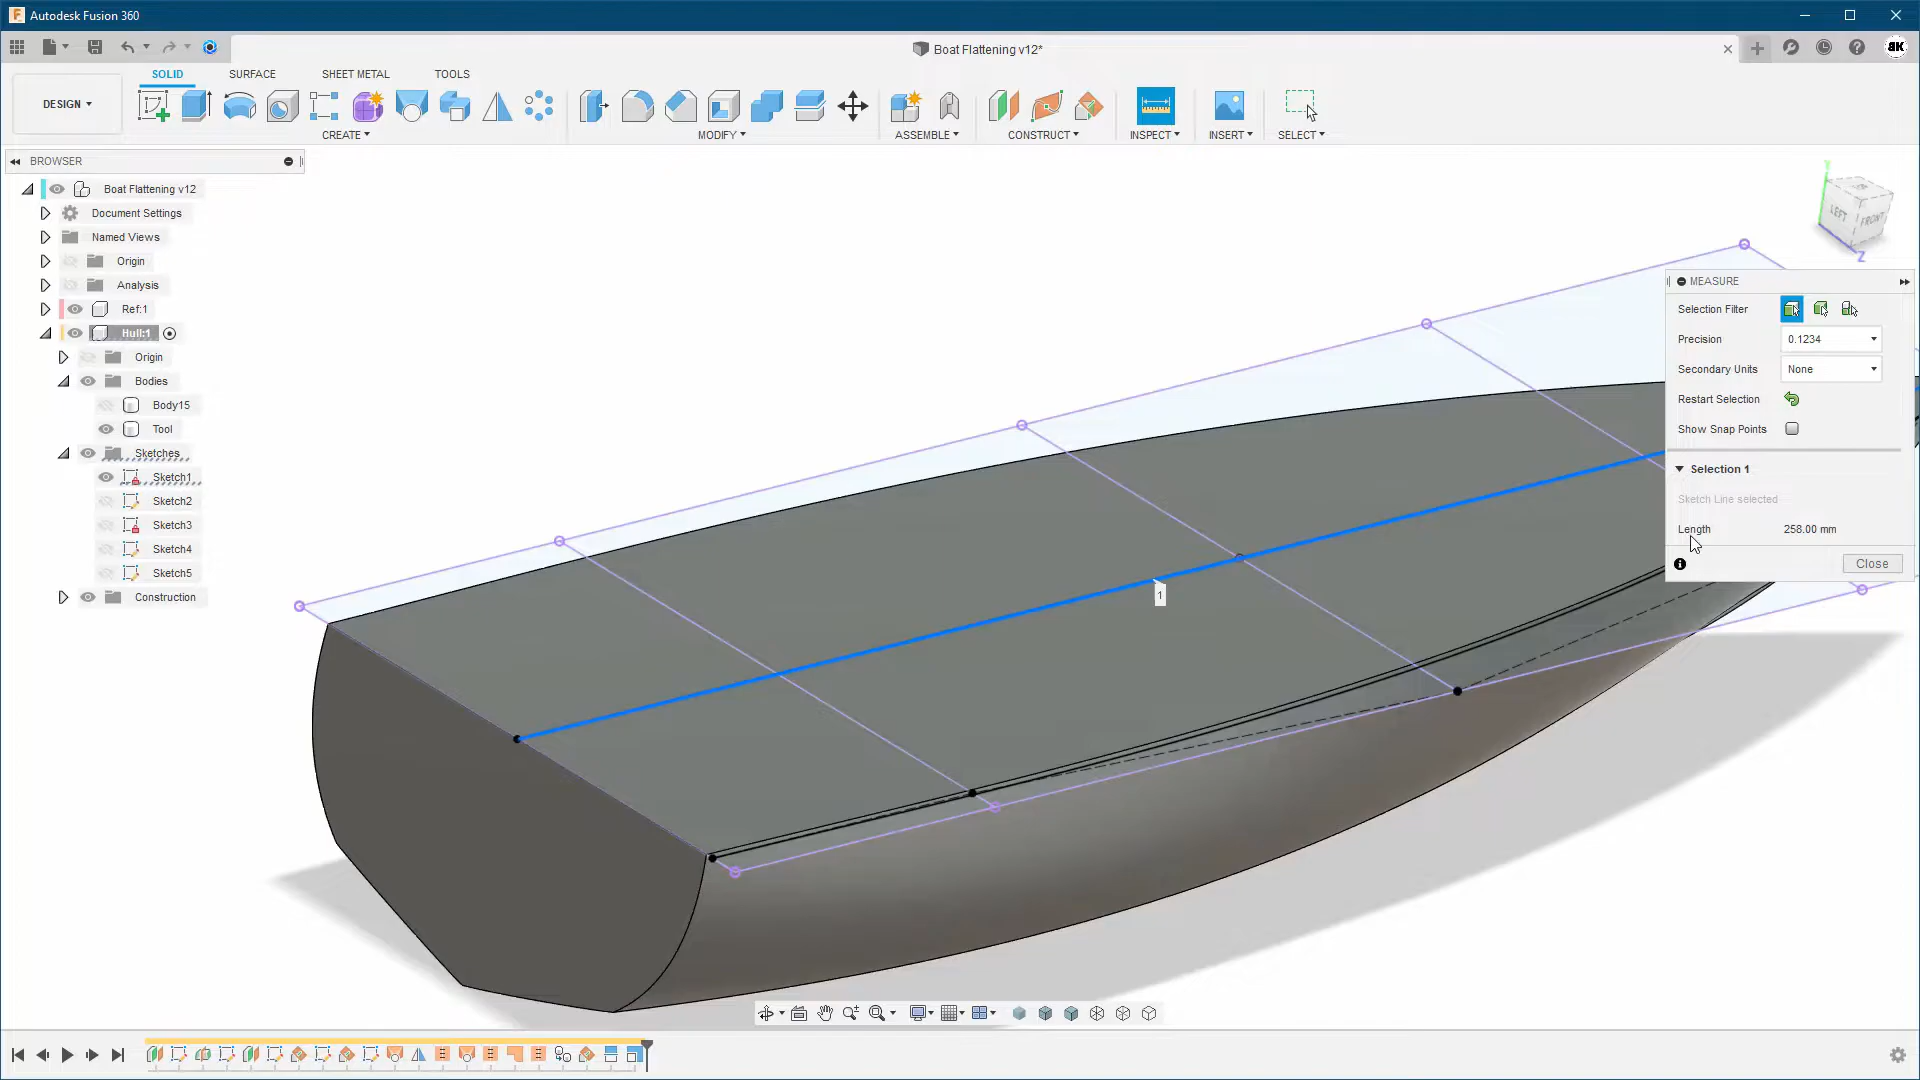 Autodesk Fusion 360
Boat Flattening v12*
BK
SOLID
SURFACE
SHEET METAL
TOOLS
DESIGN
CREATE
MODIFY
ASSEMBLE
CONSTRUCT
INSPECT
INSERT
SELECT
BROWSER
Boat Flattening v12
Document Settings
Named Views
Origin
Analysis
Ref:1
Hull:1
Origin
Bodies
Body15
Tool
Sketches
Sketch1
Sketch2
Sketch3
Sketch4
Sketch5
Construction
LEFT
FRONT
Y
Z
MEASURE
Selection Filter
Precision 0.1234
Secondary Units None
Restart Selection
Show Snap Points
Selection 1
Sketch Line selected
Length 258.00 mm
Close
1